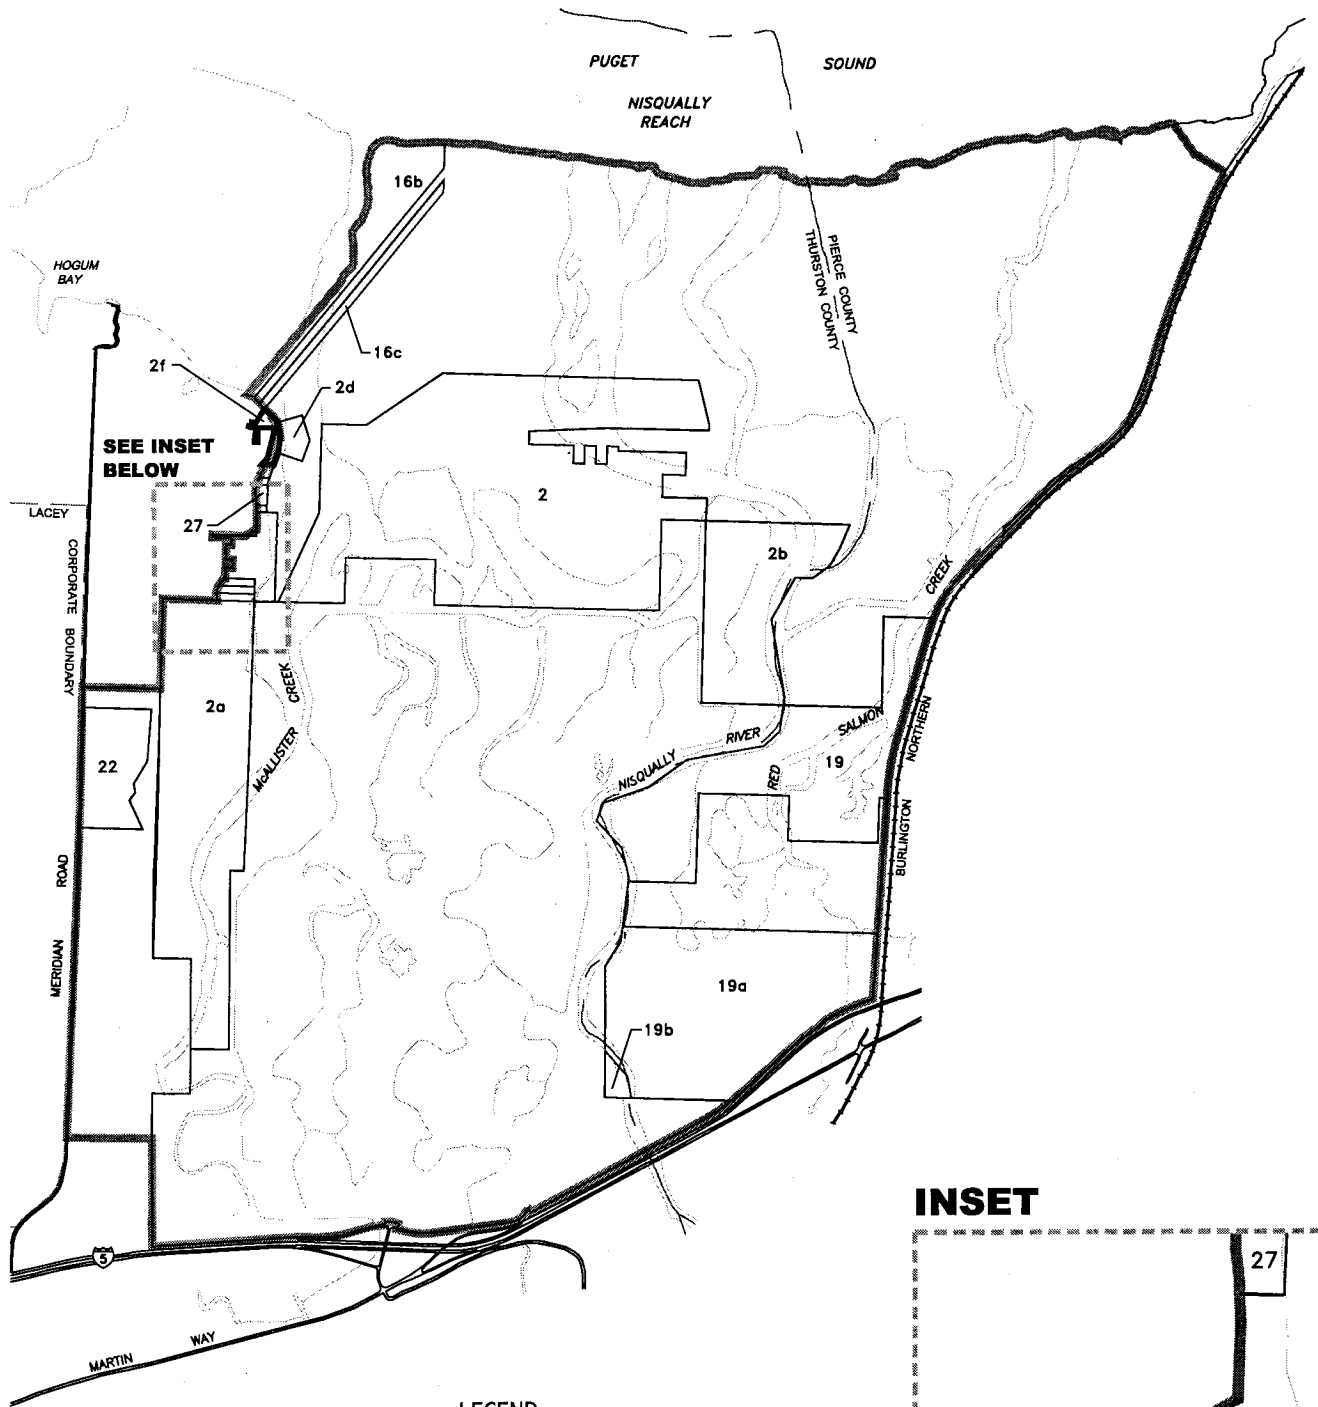 PUGET SOUND
NISQUALLY
REACH
16b
PIERCE COUNTY
THURSTON COUNTY
HOGUM
BAY
16c
2f
2d
SEE INSET
BELOW
2
LACEY
27
2b
CORPORATE BOUNDARY
CREEK
CREEK
McALLISTER
2a
NISQUALLY RIVER
RED SALMON
19
NORTHERN
BURLINGTON
22
ROAD
MERIDIAN
19a
19b
INSET
27
5
MARTIN WAY
LEGEND